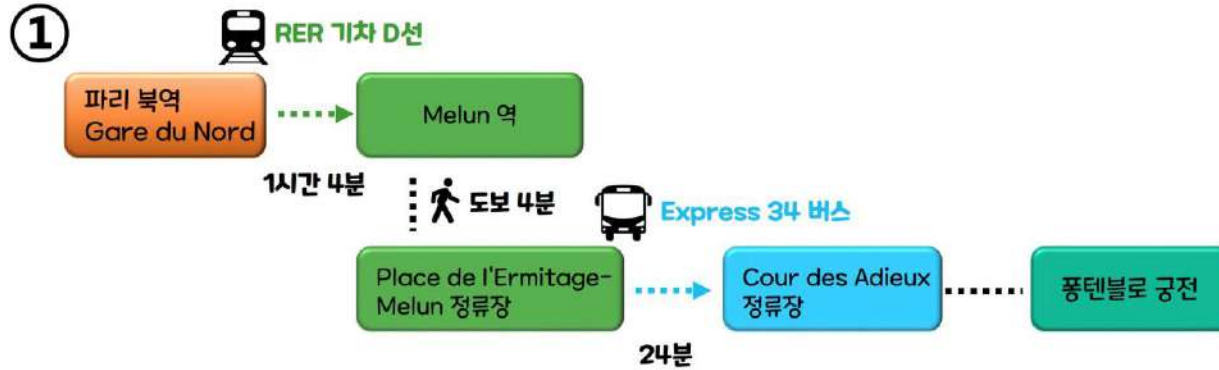 ①
RER 기차 D선
파리 북역
Gare du Nord
Melun 역
1시간 4분
도보 4분
Express 34 버스
Place de l'Ermitage-
Melun 정류장
Cour des Adieux
정류장
퐁텐블로 궁전
24분